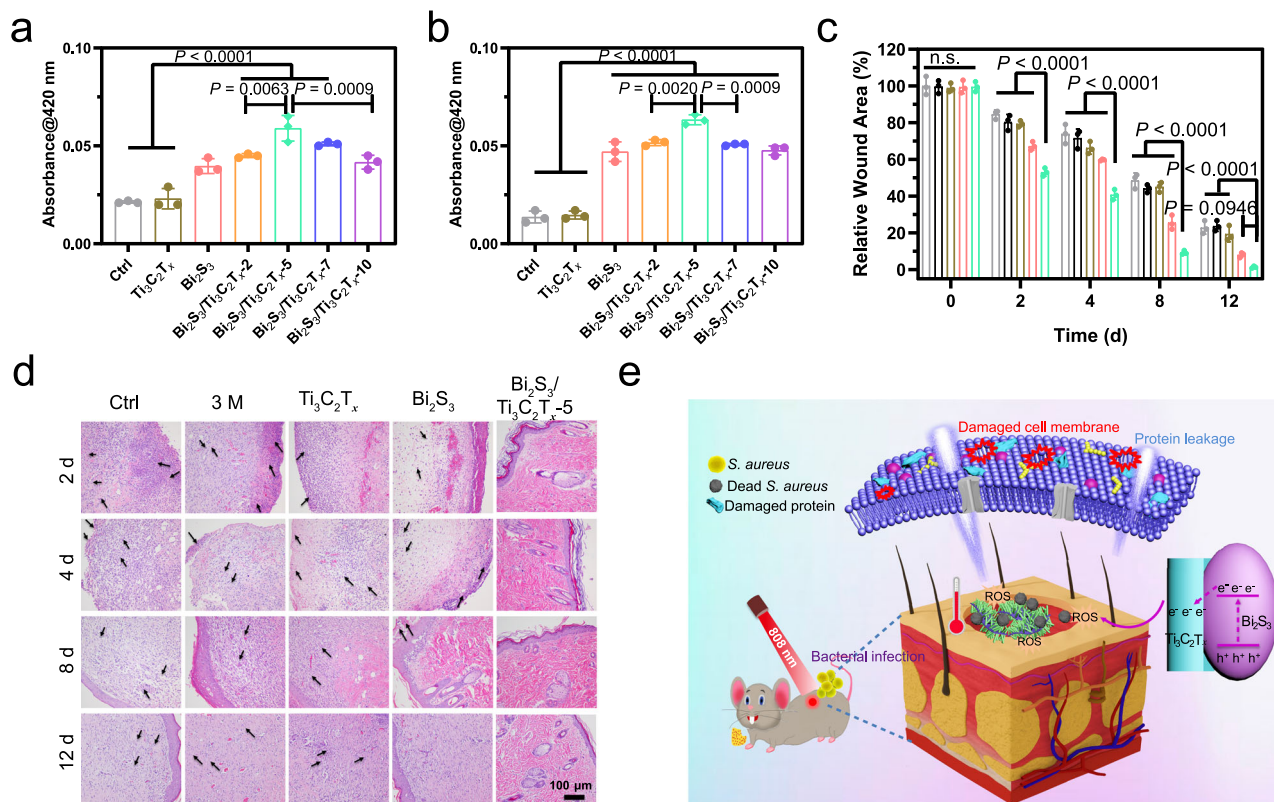 a
Absorbance@420 nm
0.10
0.05
0.00
P < 0.0001
P = 0.0063
P = 0.0009
Ctrl
Ti₃C₂Tₓ
Bi₂S₃
Bi₂S₃/Ti₃C₂Tₓ-2
Bi₂S₃/Ti₃C₂Tₓ-5
Bi₂S₃/Ti₃C₂Tₓ-7
Bi₂S₃/Ti₃C₂Tₓ-10
b
Absorbance@420 nm
0.10
0.05
0.00
P < 0.0001
P = 0.0020
P = 0.0009
Ctrl
Ti₃C₂Tₓ
Bi₂S₃
Bi₂S₃/Ti₃C₂Tₓ-2
Bi₂S₃/Ti₃C₂Tₓ-5
Bi₂S₃/Ti₃C₂Tₓ-7
Bi₂S₃/Ti₃C₂Tₓ-10
c
Relative Wound Area (%)
120
100
80
60
40
20
0
n.s.
P < 0.0001
P < 0.0001
P < 0.0001
P < 0.0001
P = 0.0946
0
2
4
8
12
Time (d)
d
Ctrl
3 M
Ti₃C₂Tₓ
Bi₂S₃
Bi₂S₃/
Ti₃C₂Tₓ-5
2 d
4 d
8 d
12 d
100 µm
e
Damaged cell membrane
Protein leakage
S. aureus
Dead S. aureus
Damaged protein
808 nm
Bacterial infection
ROS
ROS
ROS
e⁻ e⁻ e⁻
e⁻ e⁻ e⁻
Bi₂S₃
Ti₃C₂Tₓ
h⁺ h⁺ h⁺